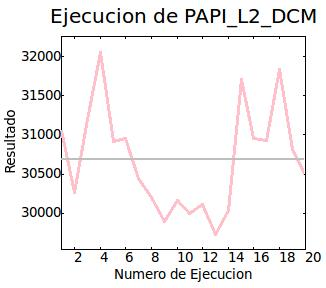 Ejecucion de PAPI_L2_DCM
32000
31500
31000
30500
30000
Resultado
2 4 6 8 10 12 14 16 18 20
Numero de Ejecucion